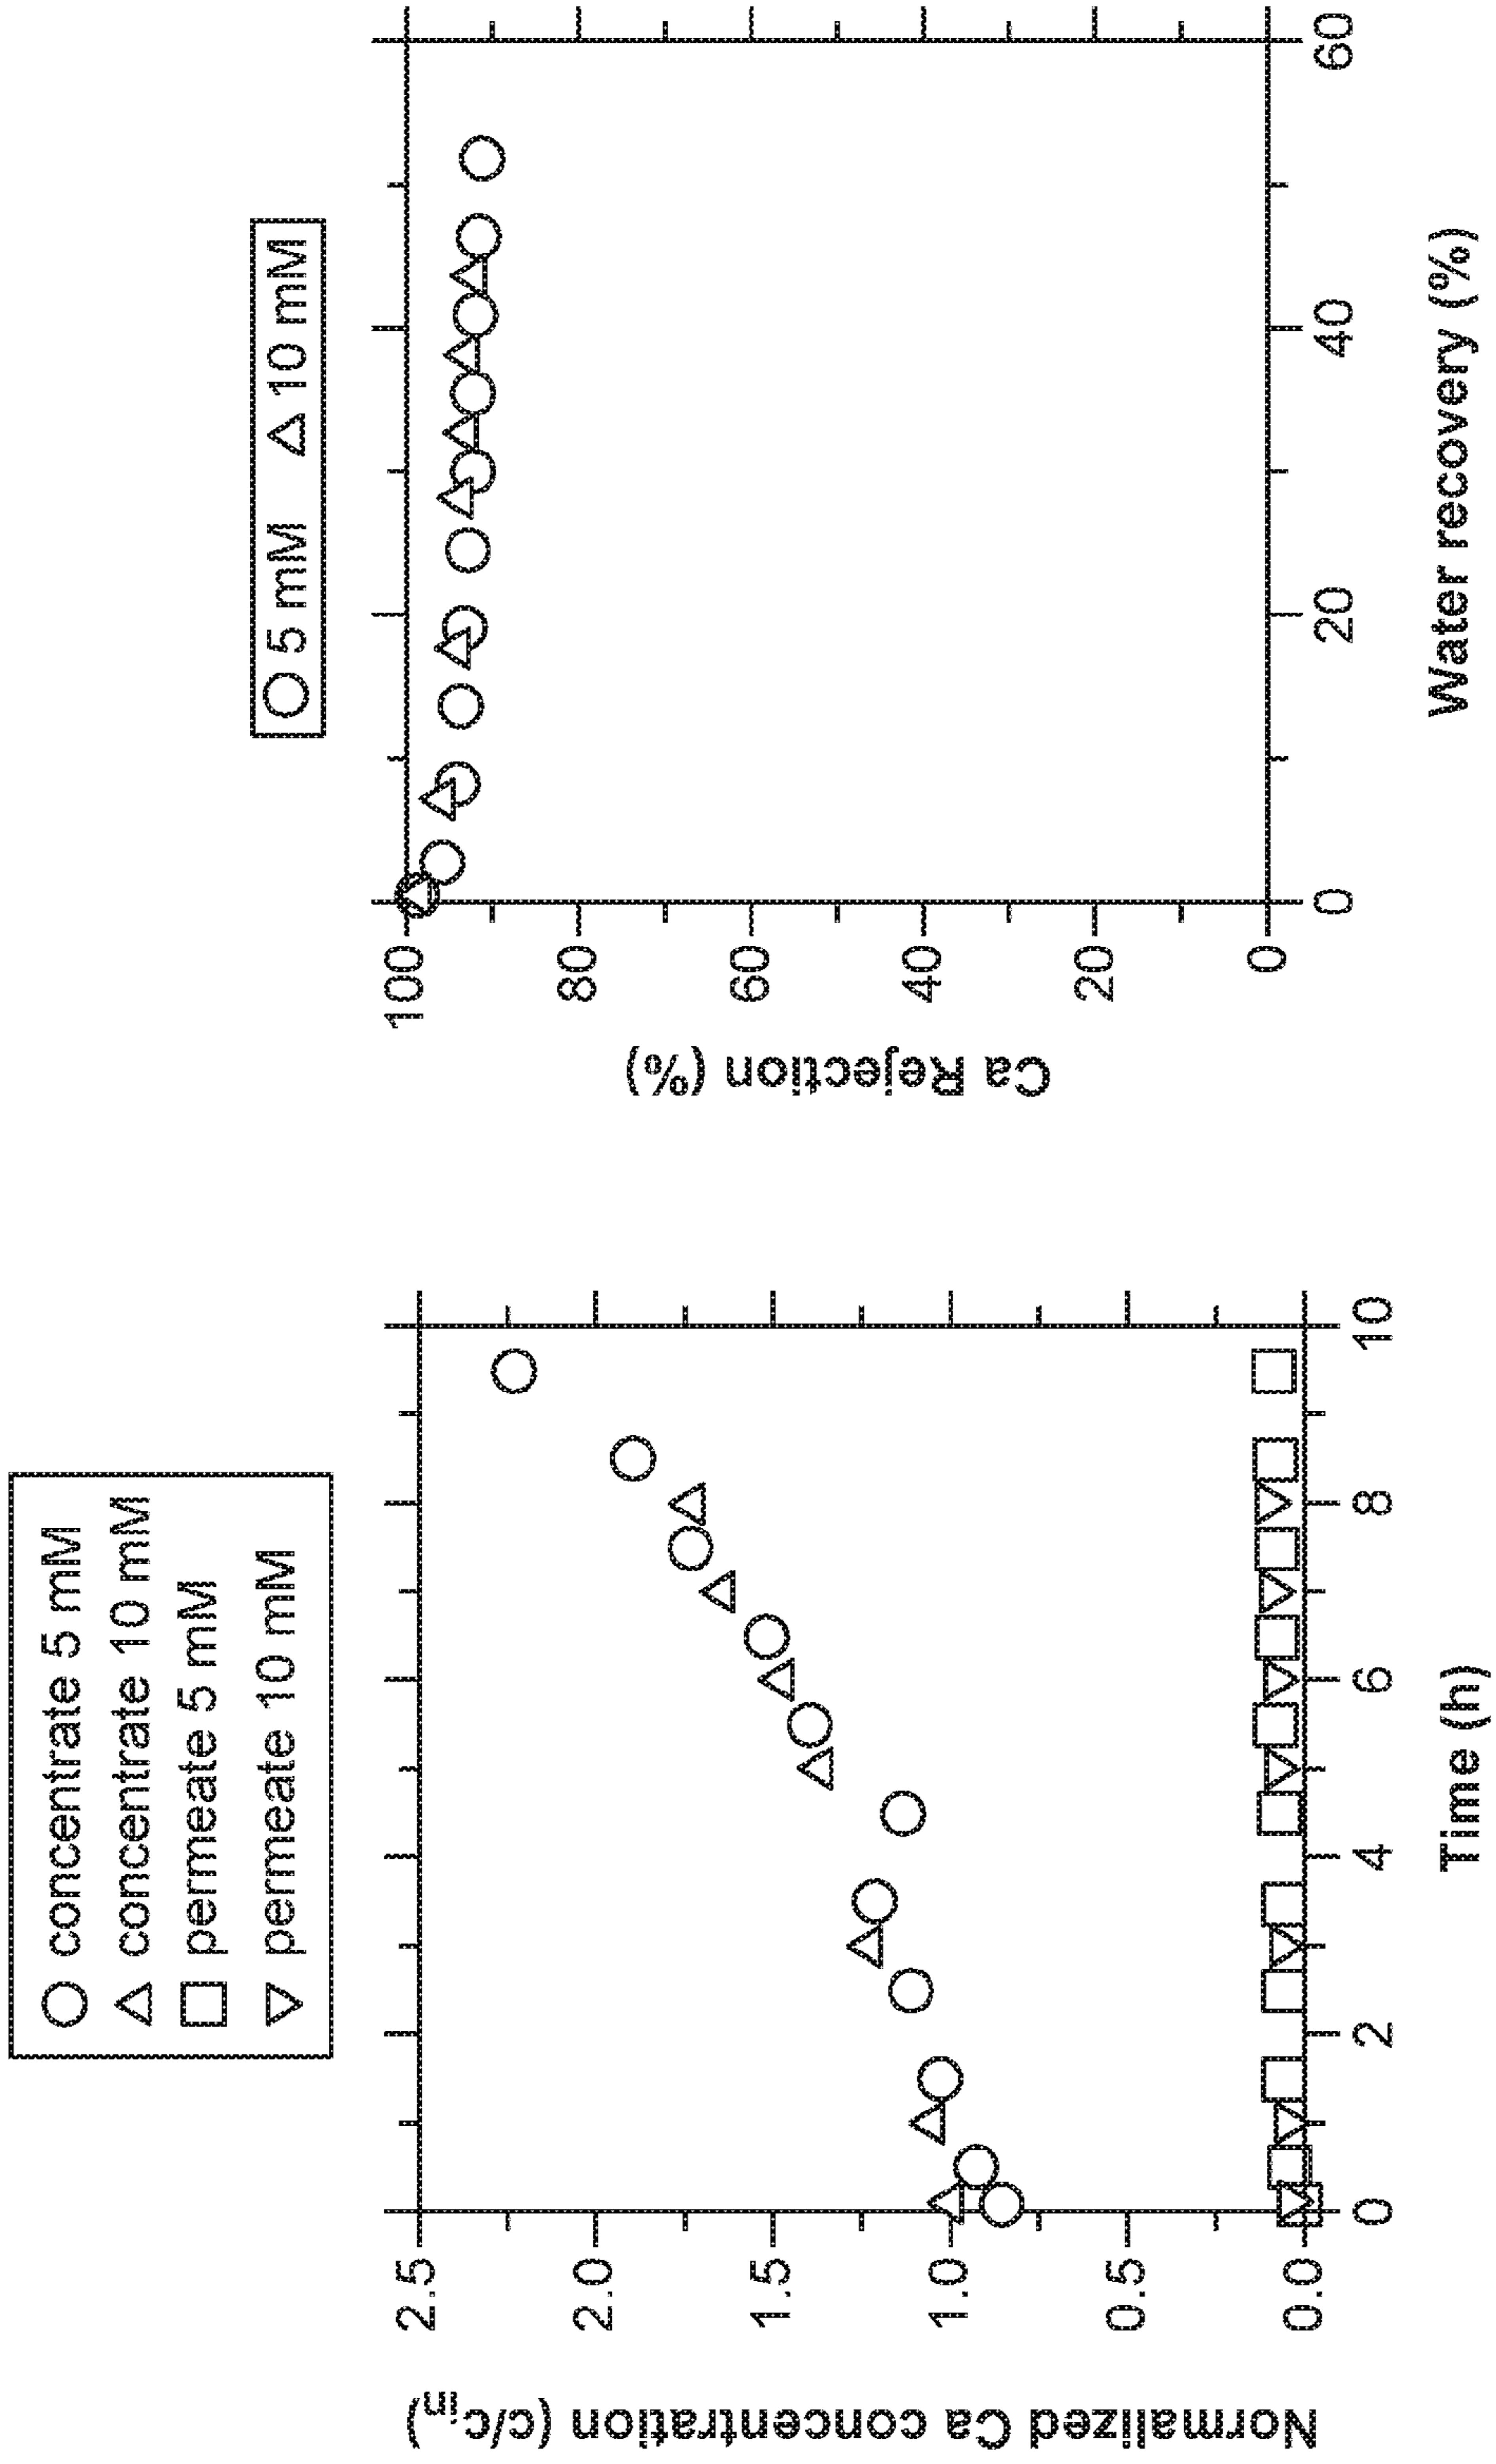 concentrate 5 mM
concentrate 10 mM
permeate 5 mM
permeate 10 mM
Normalized Ca concentration (c/c_in)
2.5
2.0
1.5
1.0
0.5
0.0
0 2 4 6 8 10
Time (h)
5 mM 10 mM
Ca Rejection (%)
100
80
60
40
20
0
0 20 40 60
Water recovery (%)